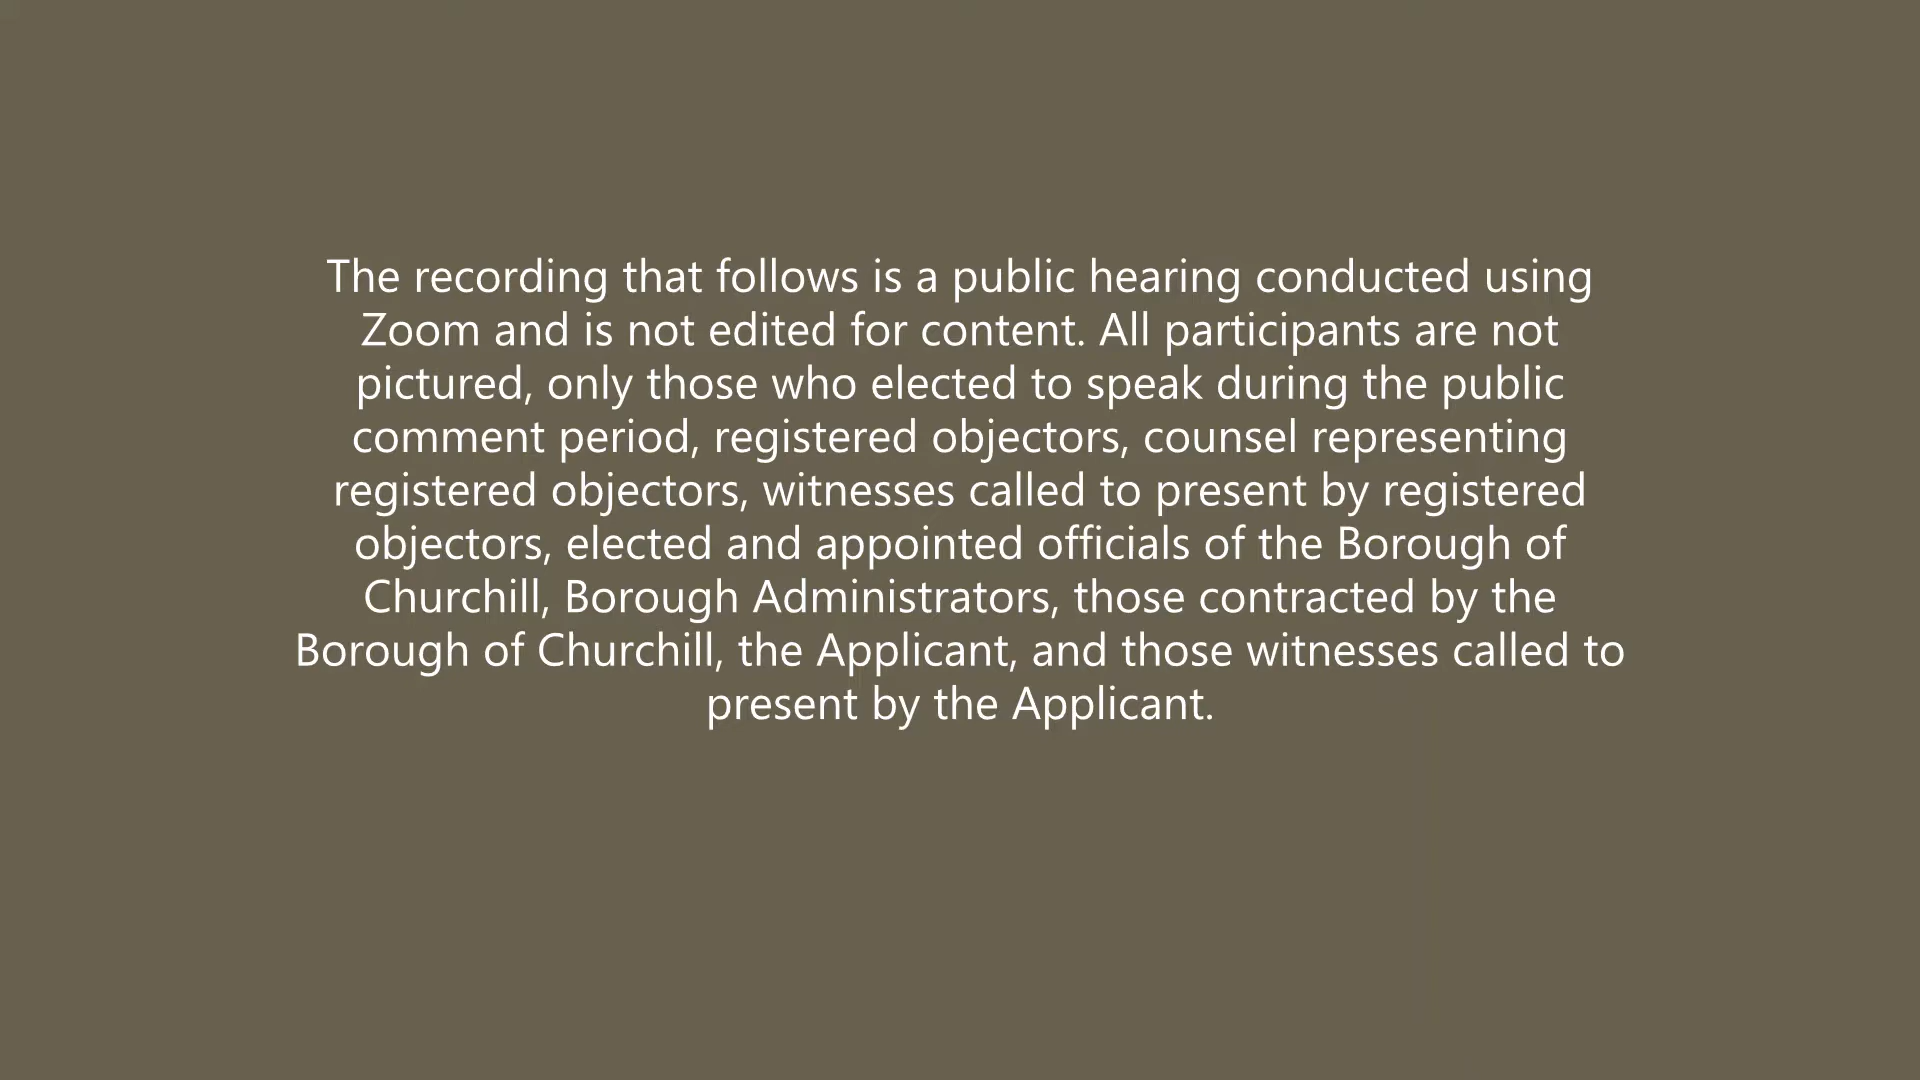 The recording that follows is a public hearing conducted using
Zoom and is not edited for content. All participants are not
pictured, only those who elected to speak during the public
comment period, registered objectors, counsel representing
registered objectors, witnesses called to present by registered
objectors, elected and appointed officials of the Borough of
Churchill, Borough Administrators, those contracted by the
Borough of Churchill, the Applicant, and those witnesses called to
present by the Applicant.